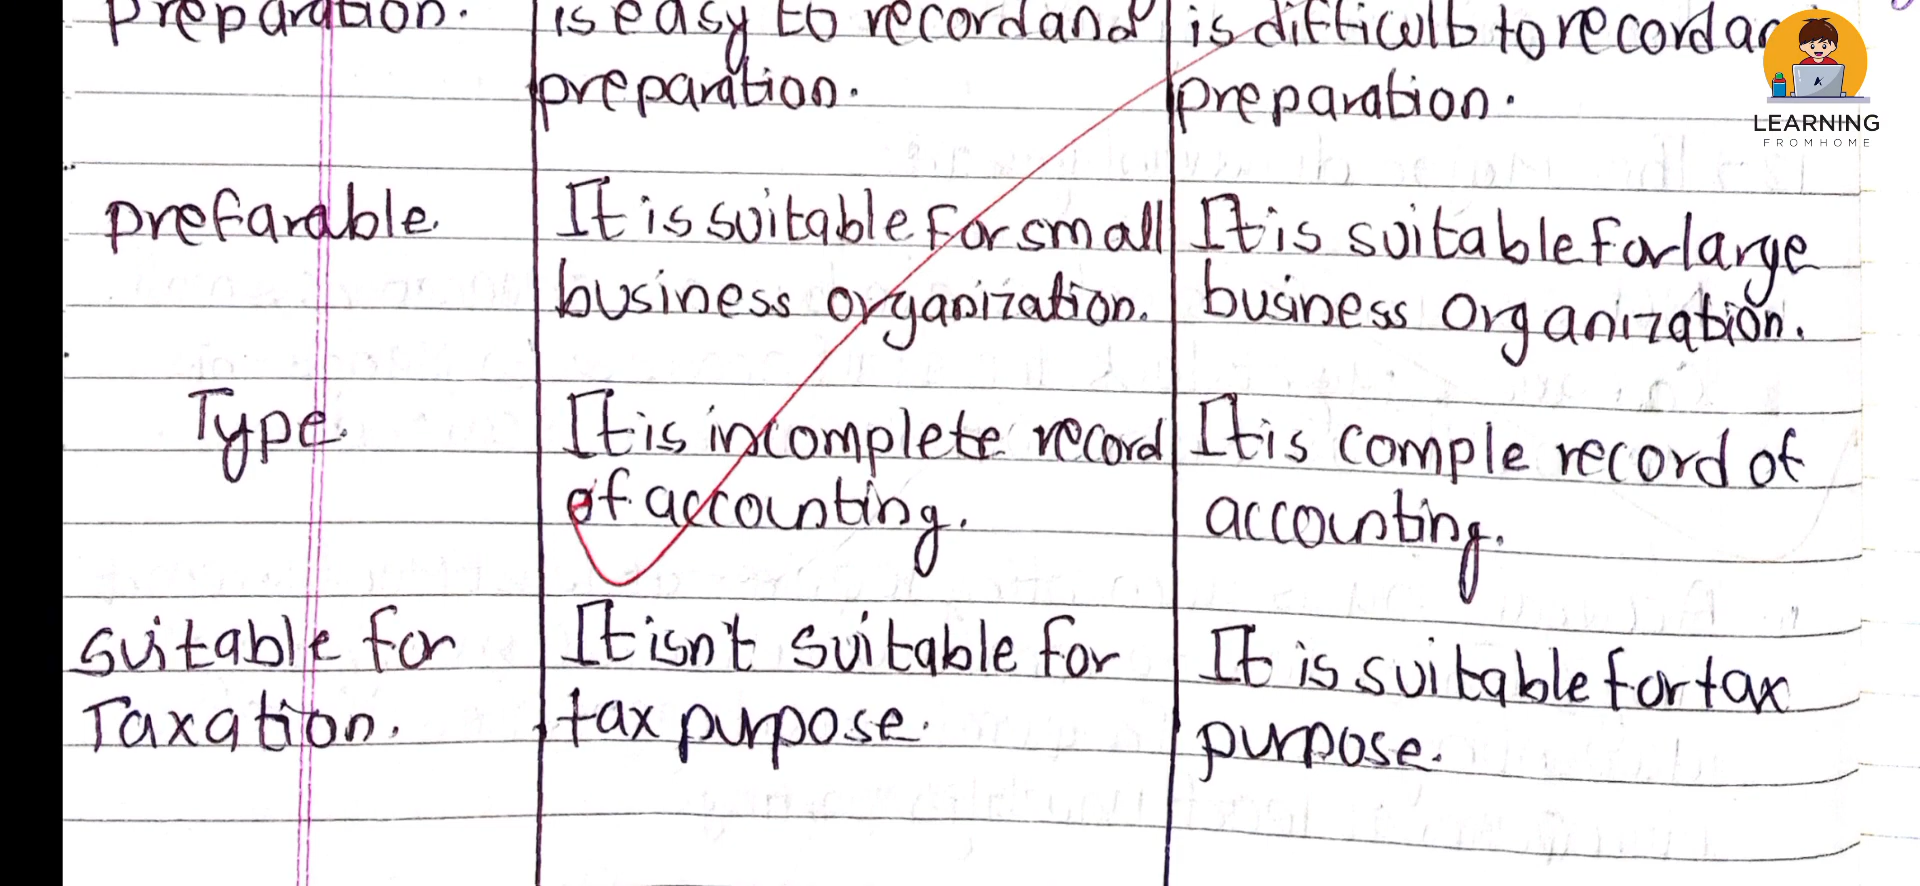 preparation.
is easy to record and
preparation.
is difficult to record an
preparation.
prefarable.
It is suitable for small
business organization.
It is suitable for large
business organization.
Type.
It is incomplete record
of accounting.
It is comple record of
accounting.
suitable for
Taxation.
It isn't suitable for
tax purpose.
It is suitable for tax
purpose.
LEARNING
FROMHOME